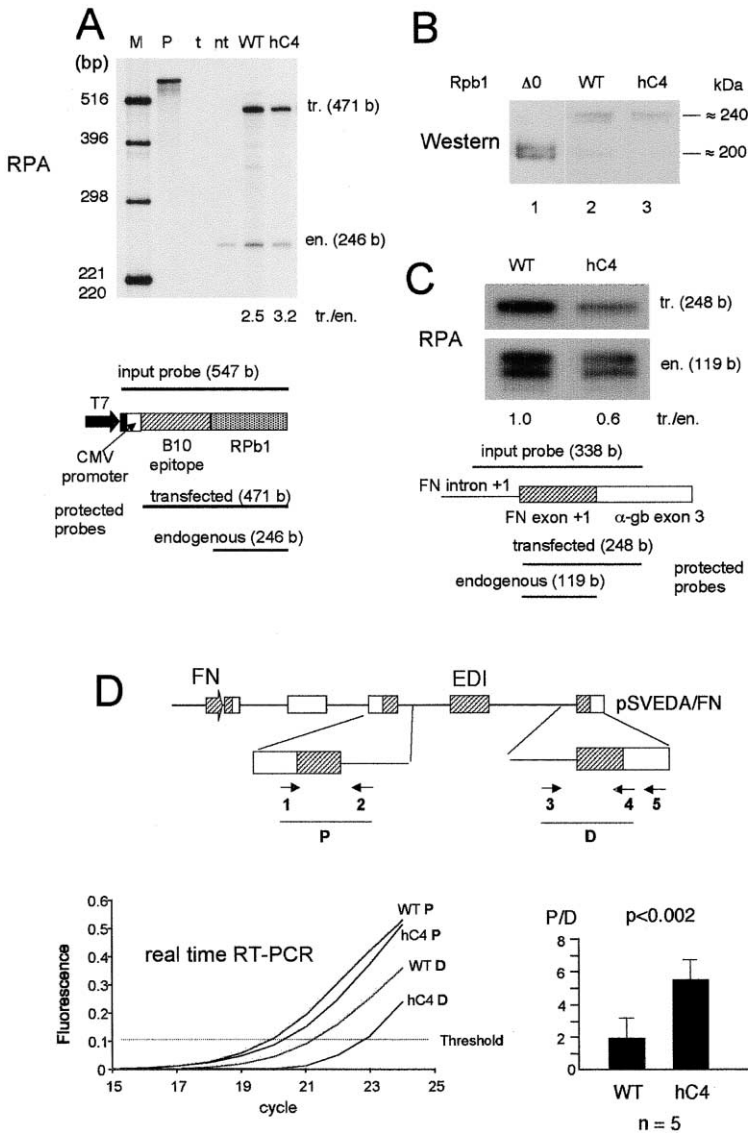 A
M P t nt WT hC4
(bp)
516
396
298
221
220
RPA
tr. (471 b)
en. (246 b)
2.5 3.2 tr./en.
input probe (547 b)
T7
CMV promoter
B10 epitope
RPb1
protected probes
transfected (471 b)
endogenous (246 b)
B
Rpb1 Δ0 WT hC4 kDa
Western
≈ 240
≈ 200
1 2 3
C
WT hC4
RPA
tr. (248 b)
en. (119 b)
1.0 0.6 tr./en.
input probe (338 b)
FN intron +1
FN exon +1 α-gb exon 3
transfected (248 b)
endogenous (119 b)
protected probes
D
FN EDI
pSVEDA/FN
1 2 3 4 5
P D
Fluorescence
0.6
0.5
0.4
0.3
0.2
0.1
0
real time RT-PCR
WT P
hC4 P
WT D
hC4 D
Threshold
15 17 19 21 23 25
cycle
P/D p<0.002
8
6
4
2
0
WT hC4
n = 5